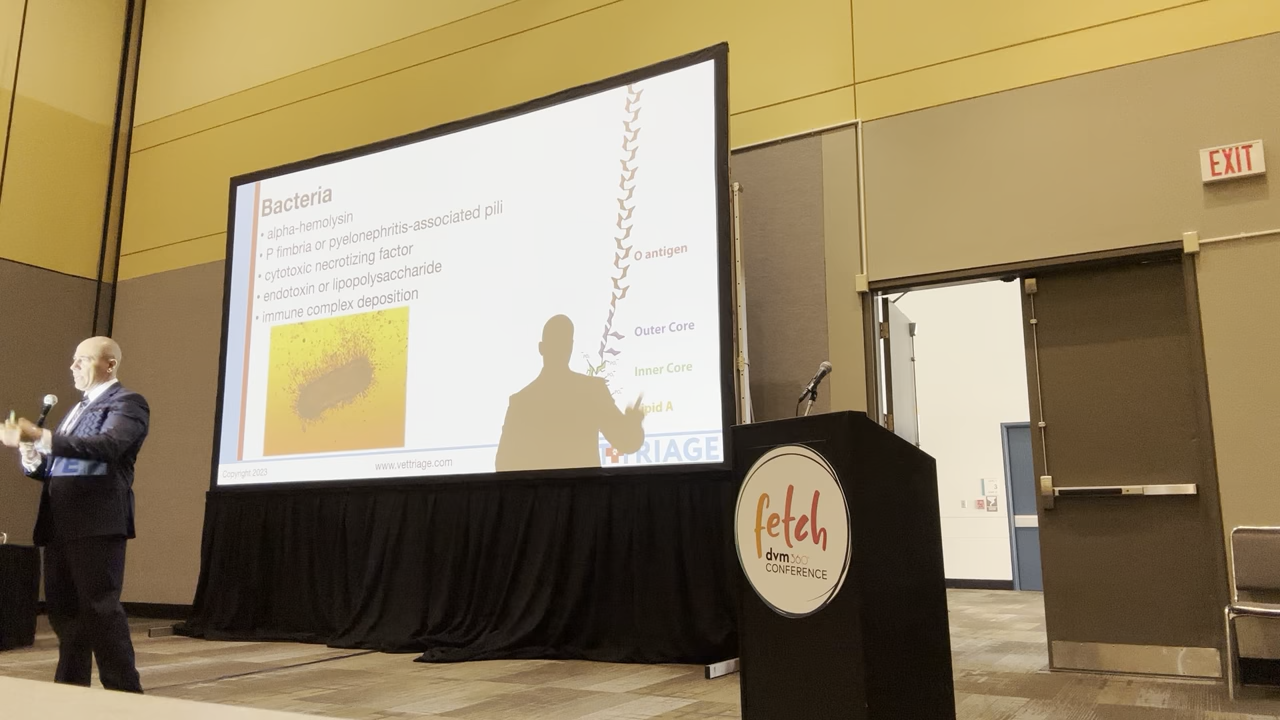 Bacteria
• alpha-hemolysin
• P fimbria or pyelonephritis-associated pili
• cytotoxic necrotizing factor
• endotoxin or lipopolysaccharide
• immune complex deposition
O antigen
Outer Core
Inner Core
A
Copyright
www.vettriage.com
TRIAGE
EXIT
fetch
dvm360
CONFERENCE